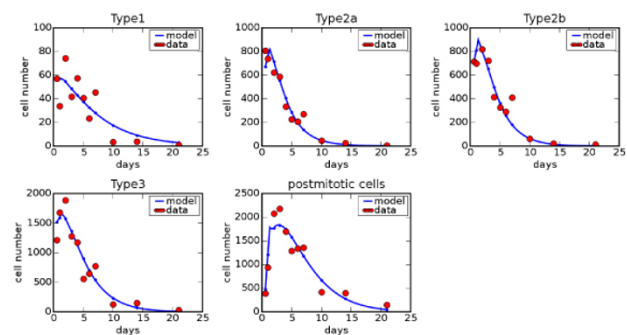 Type1
100
80
60
40
20
0
cell number
0 5 10 15 20 25
days
model
data
Type2a
1000
800
600
400
200
0
cell number
0 5 10 15 20 25
days
model
data
Type2b
1000
800
600
400
200
0
cell number
0 5 10 15 20 25
days
model
data
Type3
2000
1500
1000
500
0
cell number
0 5 10 15 20 25
days
model
data
postmitotic cells
2500
2000
1500
1000
500
0
cell number
0 5 10 15 20 25
days
model
data